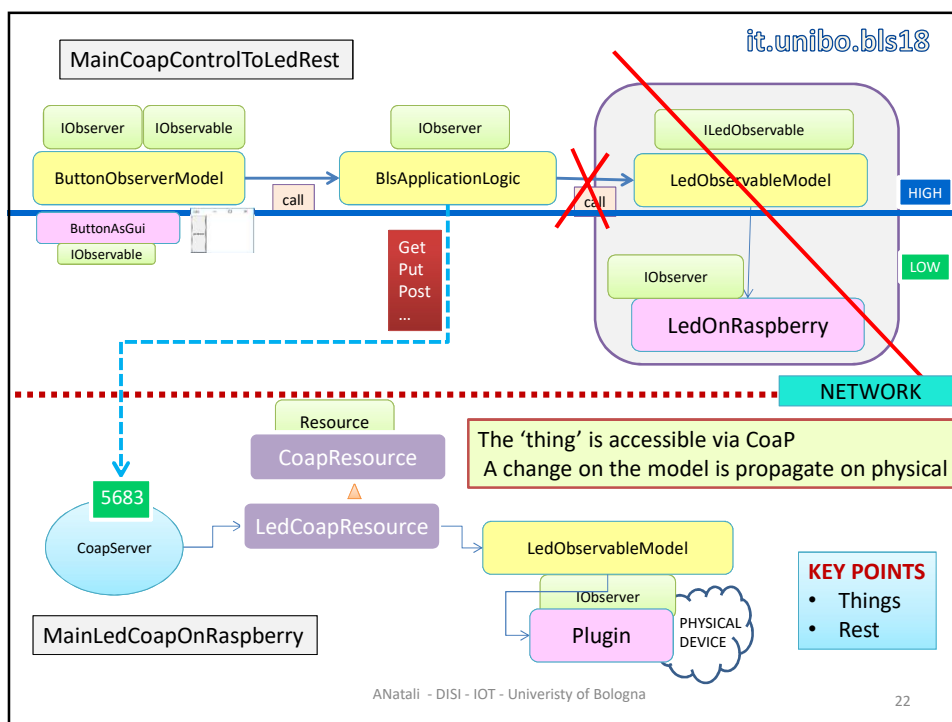 it.unibo.bls18
MainCoapControlToLedRest
IObserver
IObservable
IObserver
ILedObservable
ButtonObserverModel
BlsApplicationLogic
LedObservableModel
call
call
HIGH
ButtonAsGui
IObservable
Get
Put
Post
...
LOW
IObserver
LedOnRaspberry
NETWORK
Resource
CoapResource
The ‘thing’ is accessible via CoaP
A change on the model is propagate on physical
5683
CoapServer
LedCoapResource
LedObservableModel
IObserver
Plugin
PHYSICAL
DEVICE
KEY POINTS
• Things
• Rest
MainLedCoapOnRaspberry
ANatali - DISI - IOT - Univeristy of Bologna
22